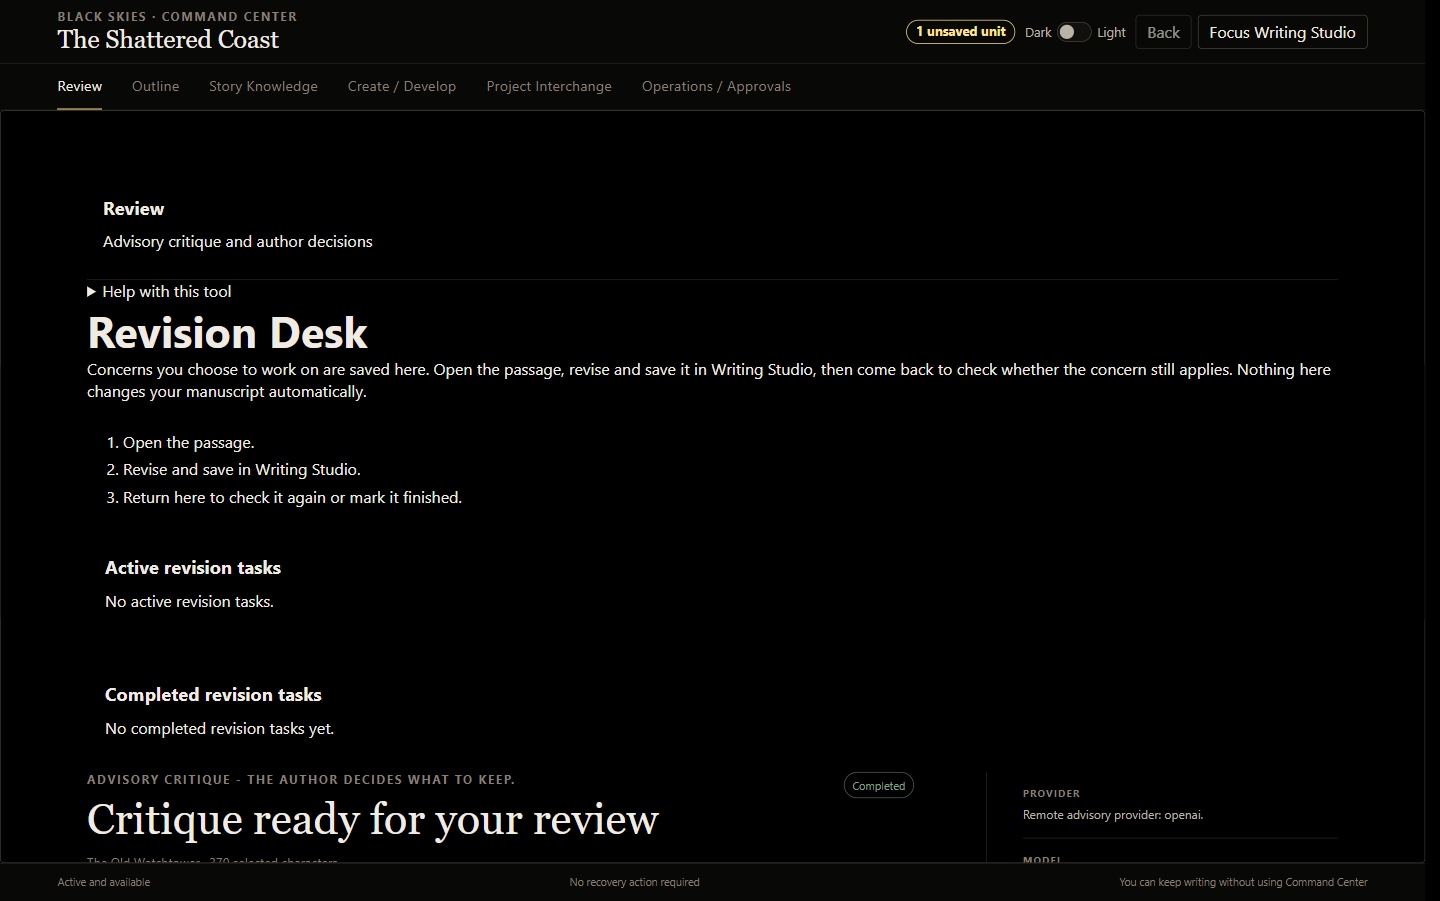 BLACK SKIES · COMMAND CENTER
The Shattered Coast
1 unsaved unit
Dark
Light
Back
Focus Writing Studio
Review
Outline
Story Knowledge
Create / Develop
Project Interchange
Operations / Approvals
Review
Advisory critique and author decisions
Help with this tool
Revision Desk
Concerns you choose to work on are saved here. Open the passage, revise and save it in Writing Studio, then come back to check whether the concern still applies. Nothing here
changes your manuscript automatically.
1. Open the passage.
2. Revise and save in Writing Studio.
3. Return here to check it again or mark it finished.
Active revision tasks
No active revision tasks.
Completed revision tasks
No completed revision tasks yet.
ADVISORY CRITIQUE - THE AUTHOR DECIDES WHAT TO KEEP.
Completed
Critique ready for your review
The Old Watchtower · 270 selected characters
PROVIDER
Remote advisory provider: openai.
MODEL
Active and available
No recovery action required
You can keep writing without using Command Center